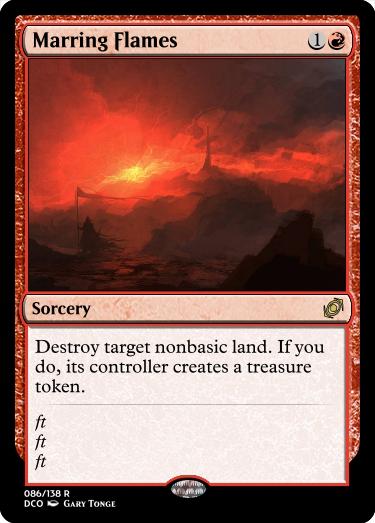 Marring Flames 1
Sorcery
Destroy target nonbasic land. If you
do, its controller creates a treasure
token.
ft
ft
ft
086/138 R
DCO GARY TONGE